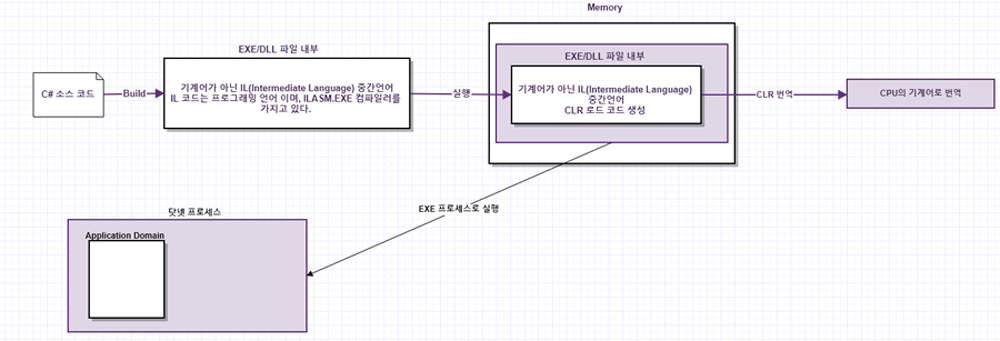 Memory
EXE/DLL 파일 내부
EXE/DLL 파일 내부
C# 소스 코드
Build
기계어가 아닌 IL(Intermediate Language) 중간언어
IL 코드는 프로그래밍 언어 이며, ILASM.EXE 컴파일러를
가지고 있다.
실행
기계어가 아닌 IL(Intermediate Language)
중간언어
CLR 로드 코드 생성
CLR 번역
CPU의 기계어로 번역
EXE 프로세스로 실행
닷넷 프로세스
Application Domain